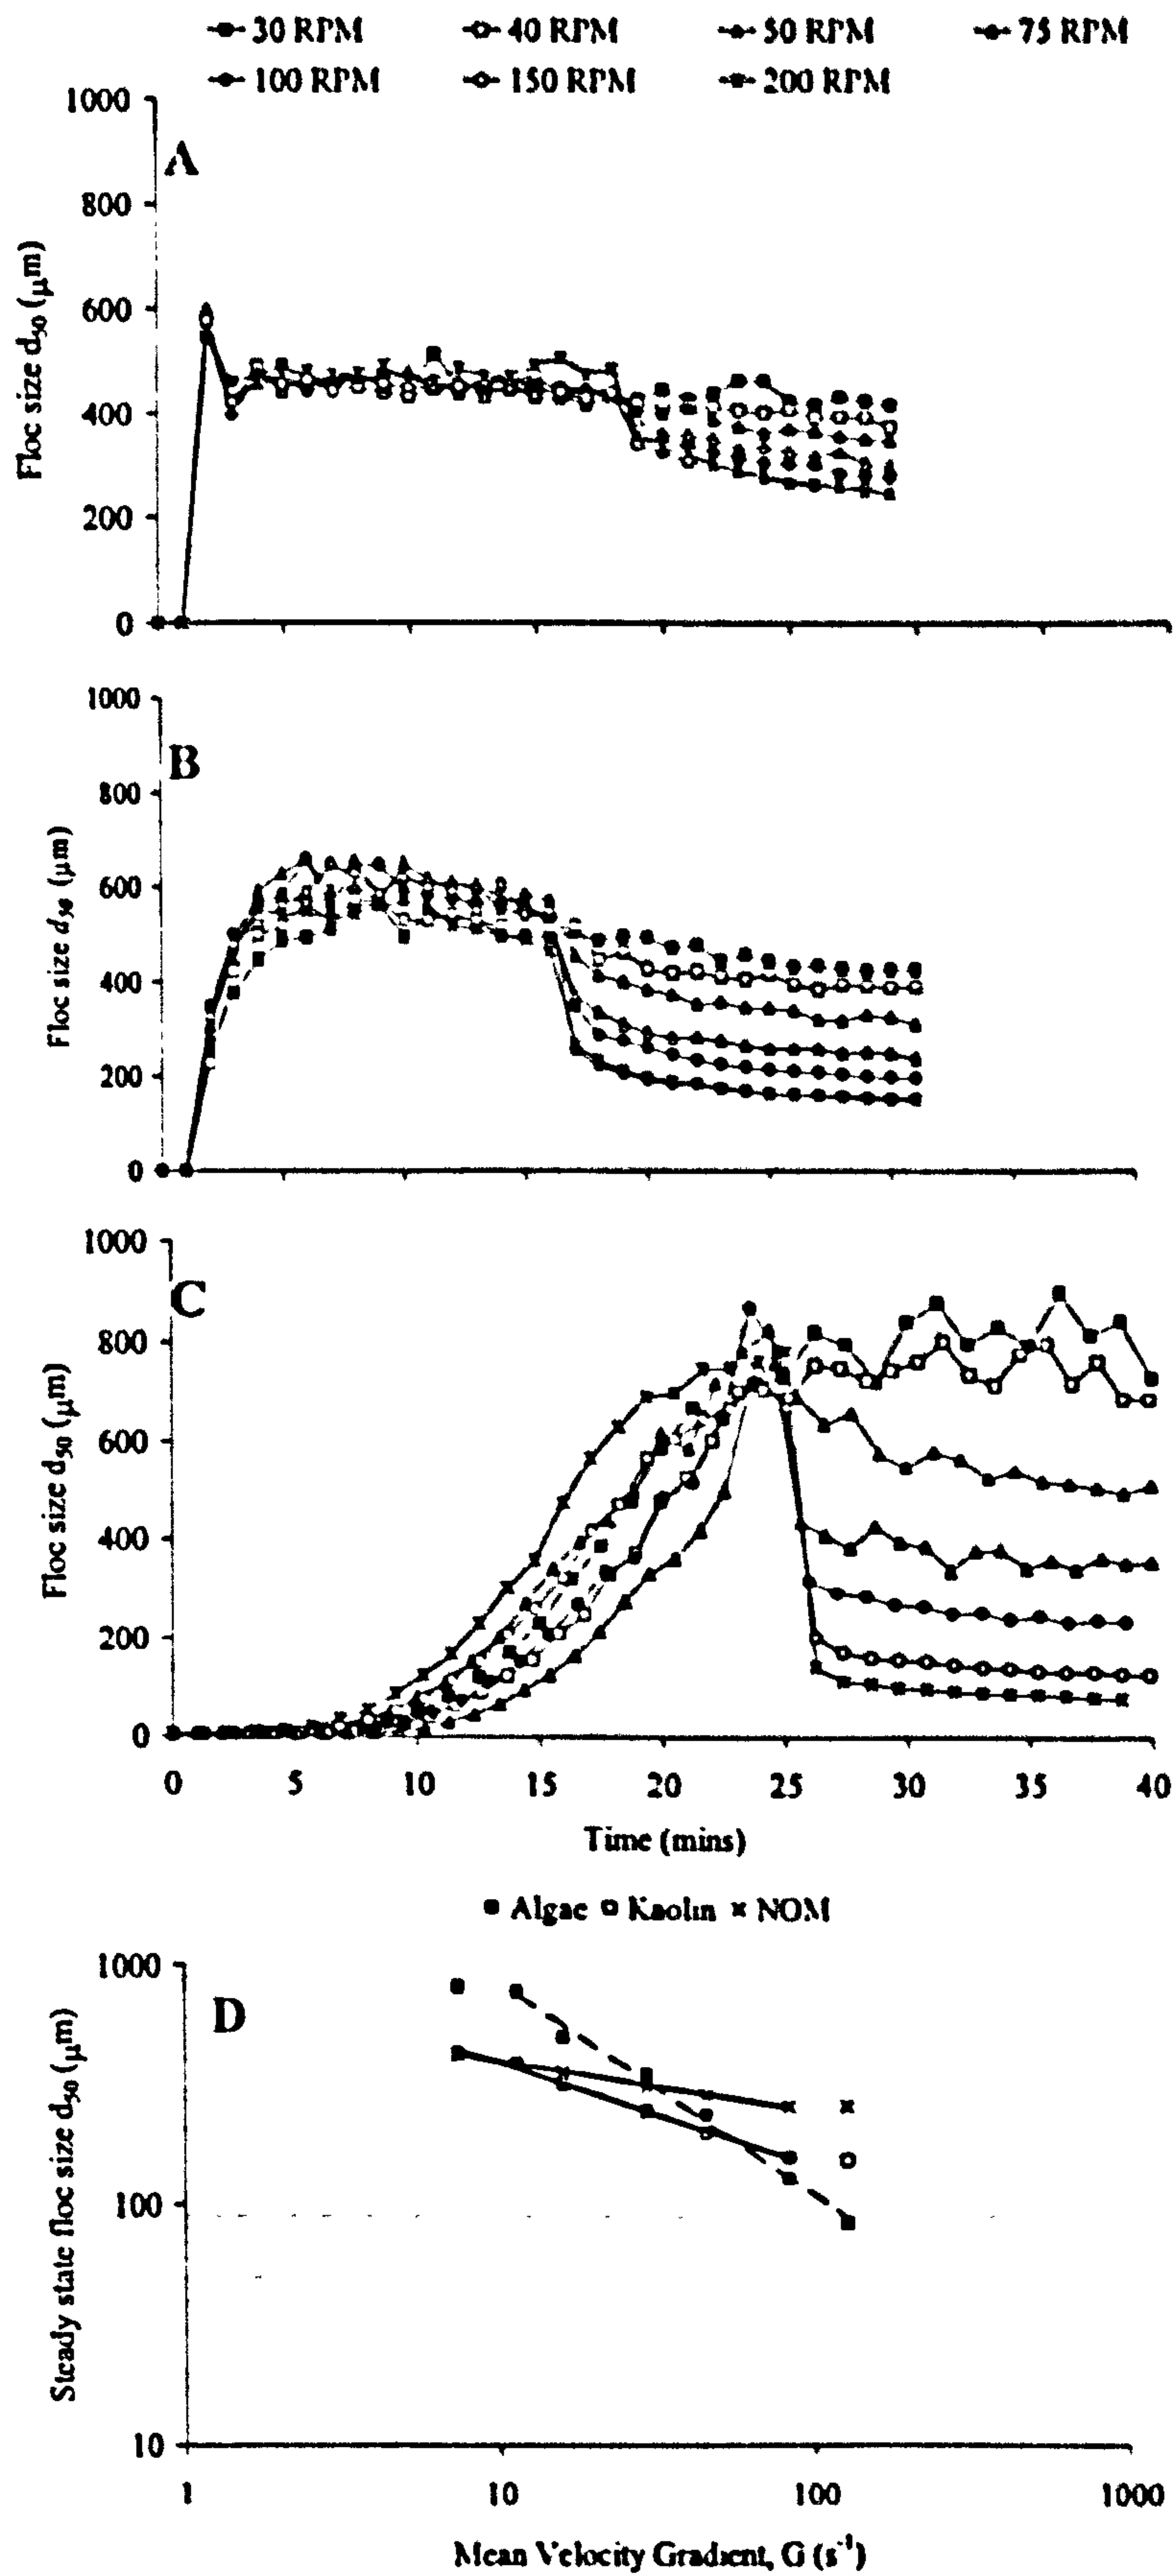 30 RPM 40 RPM 50 RPM 75 RPM
100 RPM 150 RPM 200 RPM
1000
A
800
600
400
200
0
Floc size d50 (μm)
1000
B
800
600
400
200
0
Floc size d50 (μm)
1000
C
800
600
400
200
0
Floc size d50 (μm)
0 5 10 15 20 25 30 35 40
Time (mins)
Algae Kaolin NOM
1000
D
100
10
Steady state floc size d50 (μm)
1 10 100 1000
Mean Velocity Gradient, G (s-1)